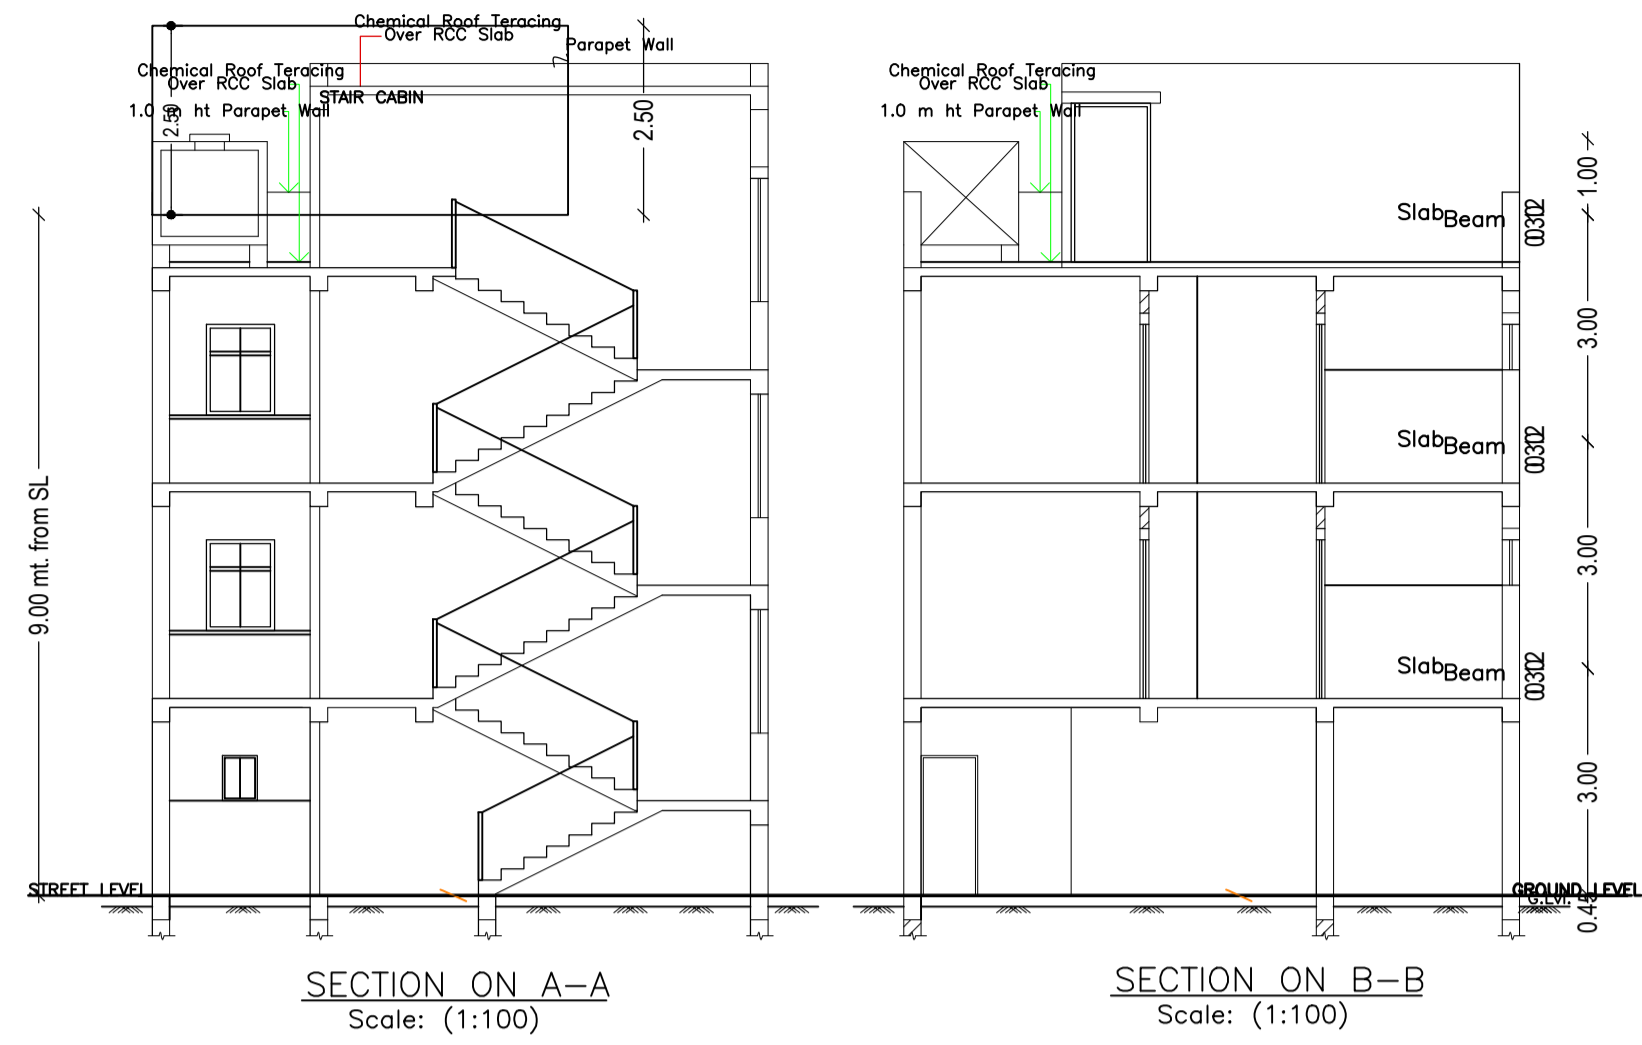 Chemical Roof Teracing
Over RCC Slab
Parapet Wall
Chemical Roof Teracing
Over RCC Slab
STAIR CABIN
1.0 m ht Parapet Wall
2.50
2.50
9.00 mt. from SL
STREET LEVEL
SECTION ON A-A
Scale: (1:100)
Chemical Roof Teracing
Over RCC Slab
1.0 m ht Parapet Wall
1.00
Slab
Beam
3.00
Slab
Beam
3.00
Slab
Beam
3.00
GROUND LEVEL
G.Lvl.
0.45
SECTION ON B-B
Scale: (1:100)